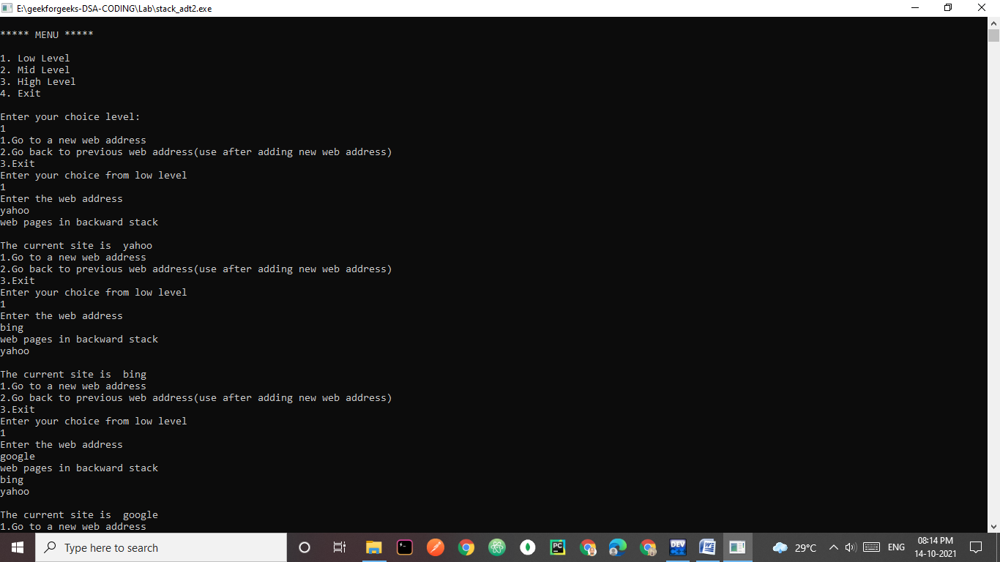 E:\geekforgeeks-DSA-CODING\Lab\stack_adt2.exe
***** MENU *****
1. Low Level
2. Mid Level
3. High Level
4. Exit
Enter your choice level:
1
1.Go to a new web address
2.Go back to previous web address(use after adding new web address)
3.Exit
Enter your choice from low level
1
Enter the web address
yahoo
web pages in backward stack
The current site is  yahoo
1.Go to a new web address
2.Go back to previous web address(use after adding new web address)
3.Exit
Enter your choice from low level
1
Enter the web address
bing
web pages in backward stack
yahoo
The current site is  bing
1.Go to a new web address
2.Go back to previous web address(use after adding new web address)
3.Exit
Enter your choice from low level
1
Enter the web address
google
web pages in backward stack
bing
yahoo
The current site is  google
1.Go to a new web address
Type here to search
PC
DEV
29°C
ENG
08:14 PM
14-10-2021